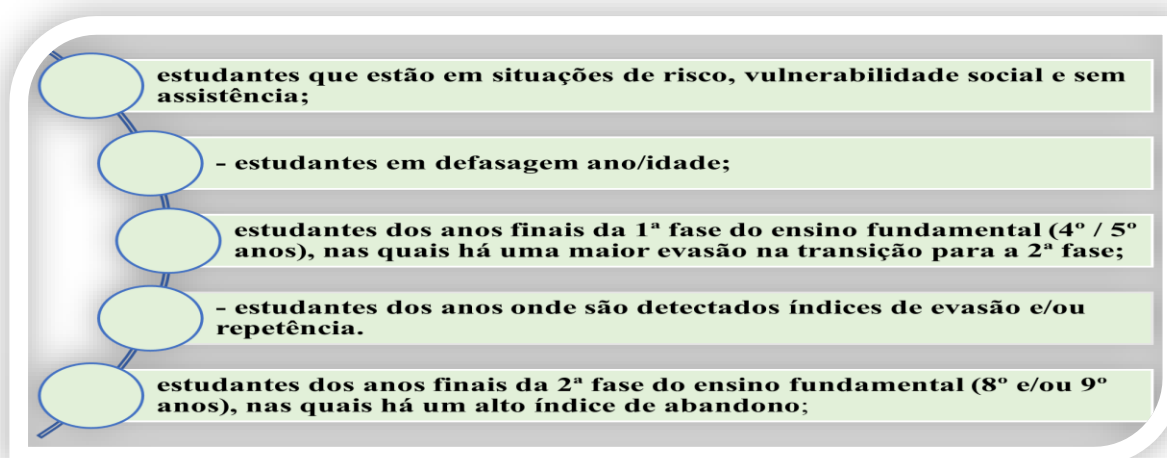 estudantes que estão em situações de risco, vulnerabilidade social e sem
assistência;
- estudantes em defasagem ano/idade;
estudantes dos anos finais da 1ª fase do ensino fundamental (4º / 5º
anos), nas quais há uma maior evasão na transição para a 2ª fase;
- estudantes dos anos onde são detectados índices de evasão e/ou
repetência.
estudantes dos anos finais da 2ª fase do ensino fundamental (8º e/ou 9º
anos), nas quais há um alto índice de abandono;